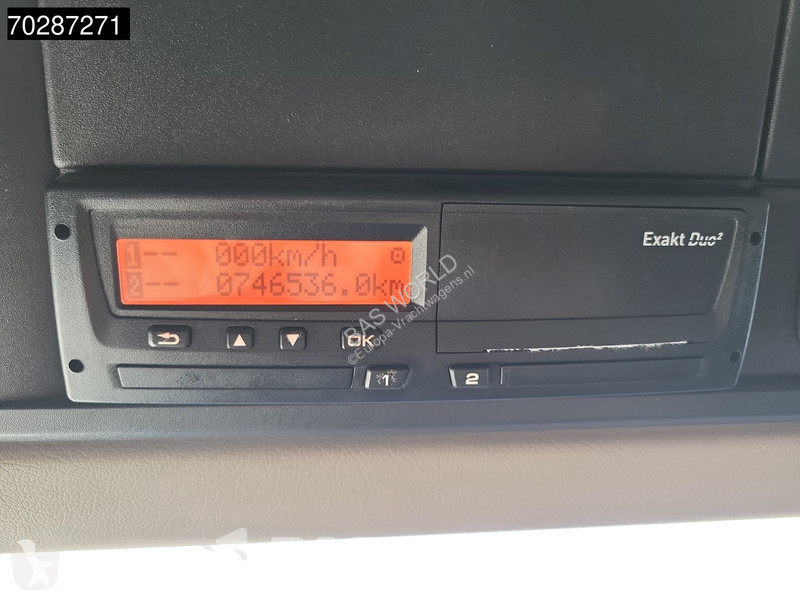 70287271
Exakt Duo²
1 -- 000km/h
2 -- 0746536.0km
OK
1
2
BAS WORLD
©Europa-Vrachtwagens.nl